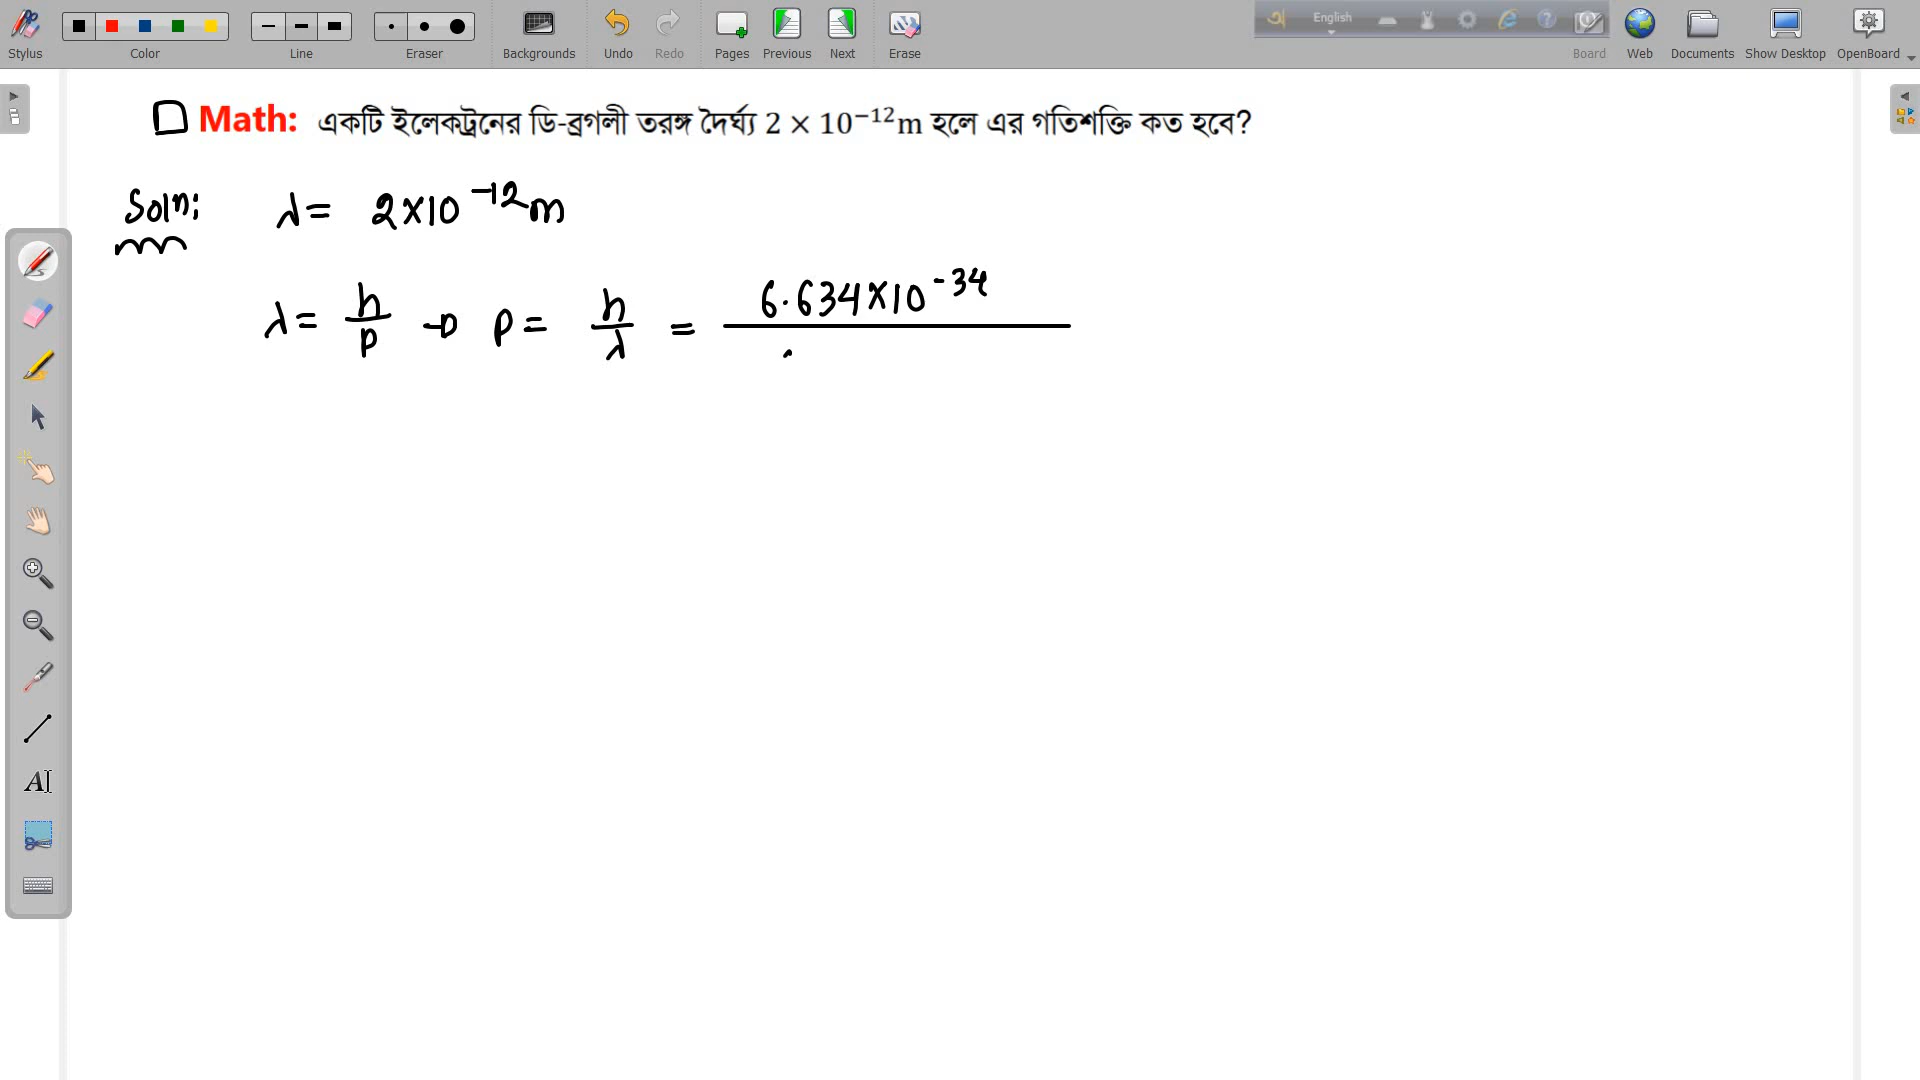 Stylus Color Line Eraser Backgrounds Undo Redo Pages Previous Next Erase English Board Web Documents Show Desktop OpenBoard
Math: একটি ইলেকট্রনের ডি-ব্রগলী তরঙ্গ দৈর্ঘ্য 2 × 10⁻¹²m হলে এর গতিশক্তি কত হবে?
Soln: λ = 2×10⁻¹² m
λ = h/p → p = h/λ = 6.634×10⁻³⁴